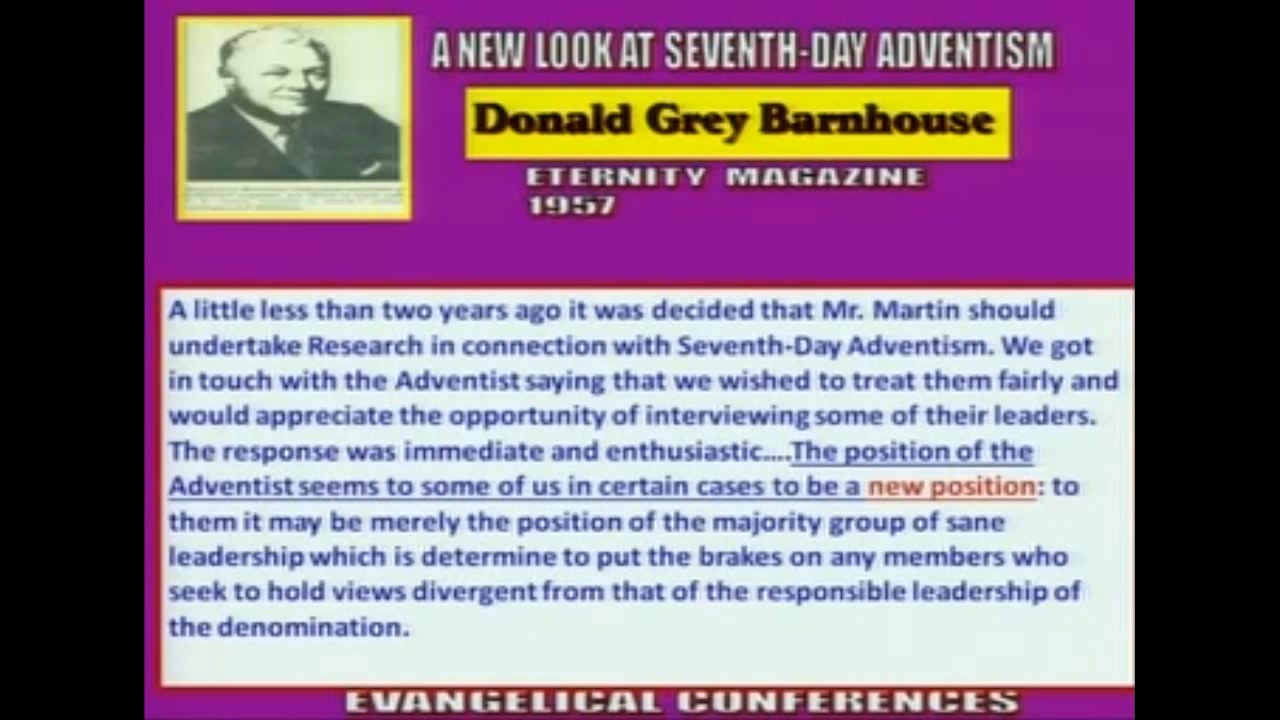 A NEW LOOK AT SEVENTH-DAY ADVENTISM
Donald Grey Barnhouse
ETERNITY MAGAZINE
1957
A little less than two years ago it was decided that Mr. Martin should
undertake Research in connection with Seventh-Day Adventism. We got
in touch with the Adventist saying that we wished to treat them fairly and
would appreciate the opportunity of interviewing some of their leaders.
The response was immediate and enthusiastic....The position of the
Adventist seems to some of us in certain cases to be a new position: to
them it may be merely the position of the majority group of sane
leadership which is determine to put the brakes on any members who
seek to hold views divergent from that of the responsible leadership of
the denomination.
EVANGELICAL CONFERENCES